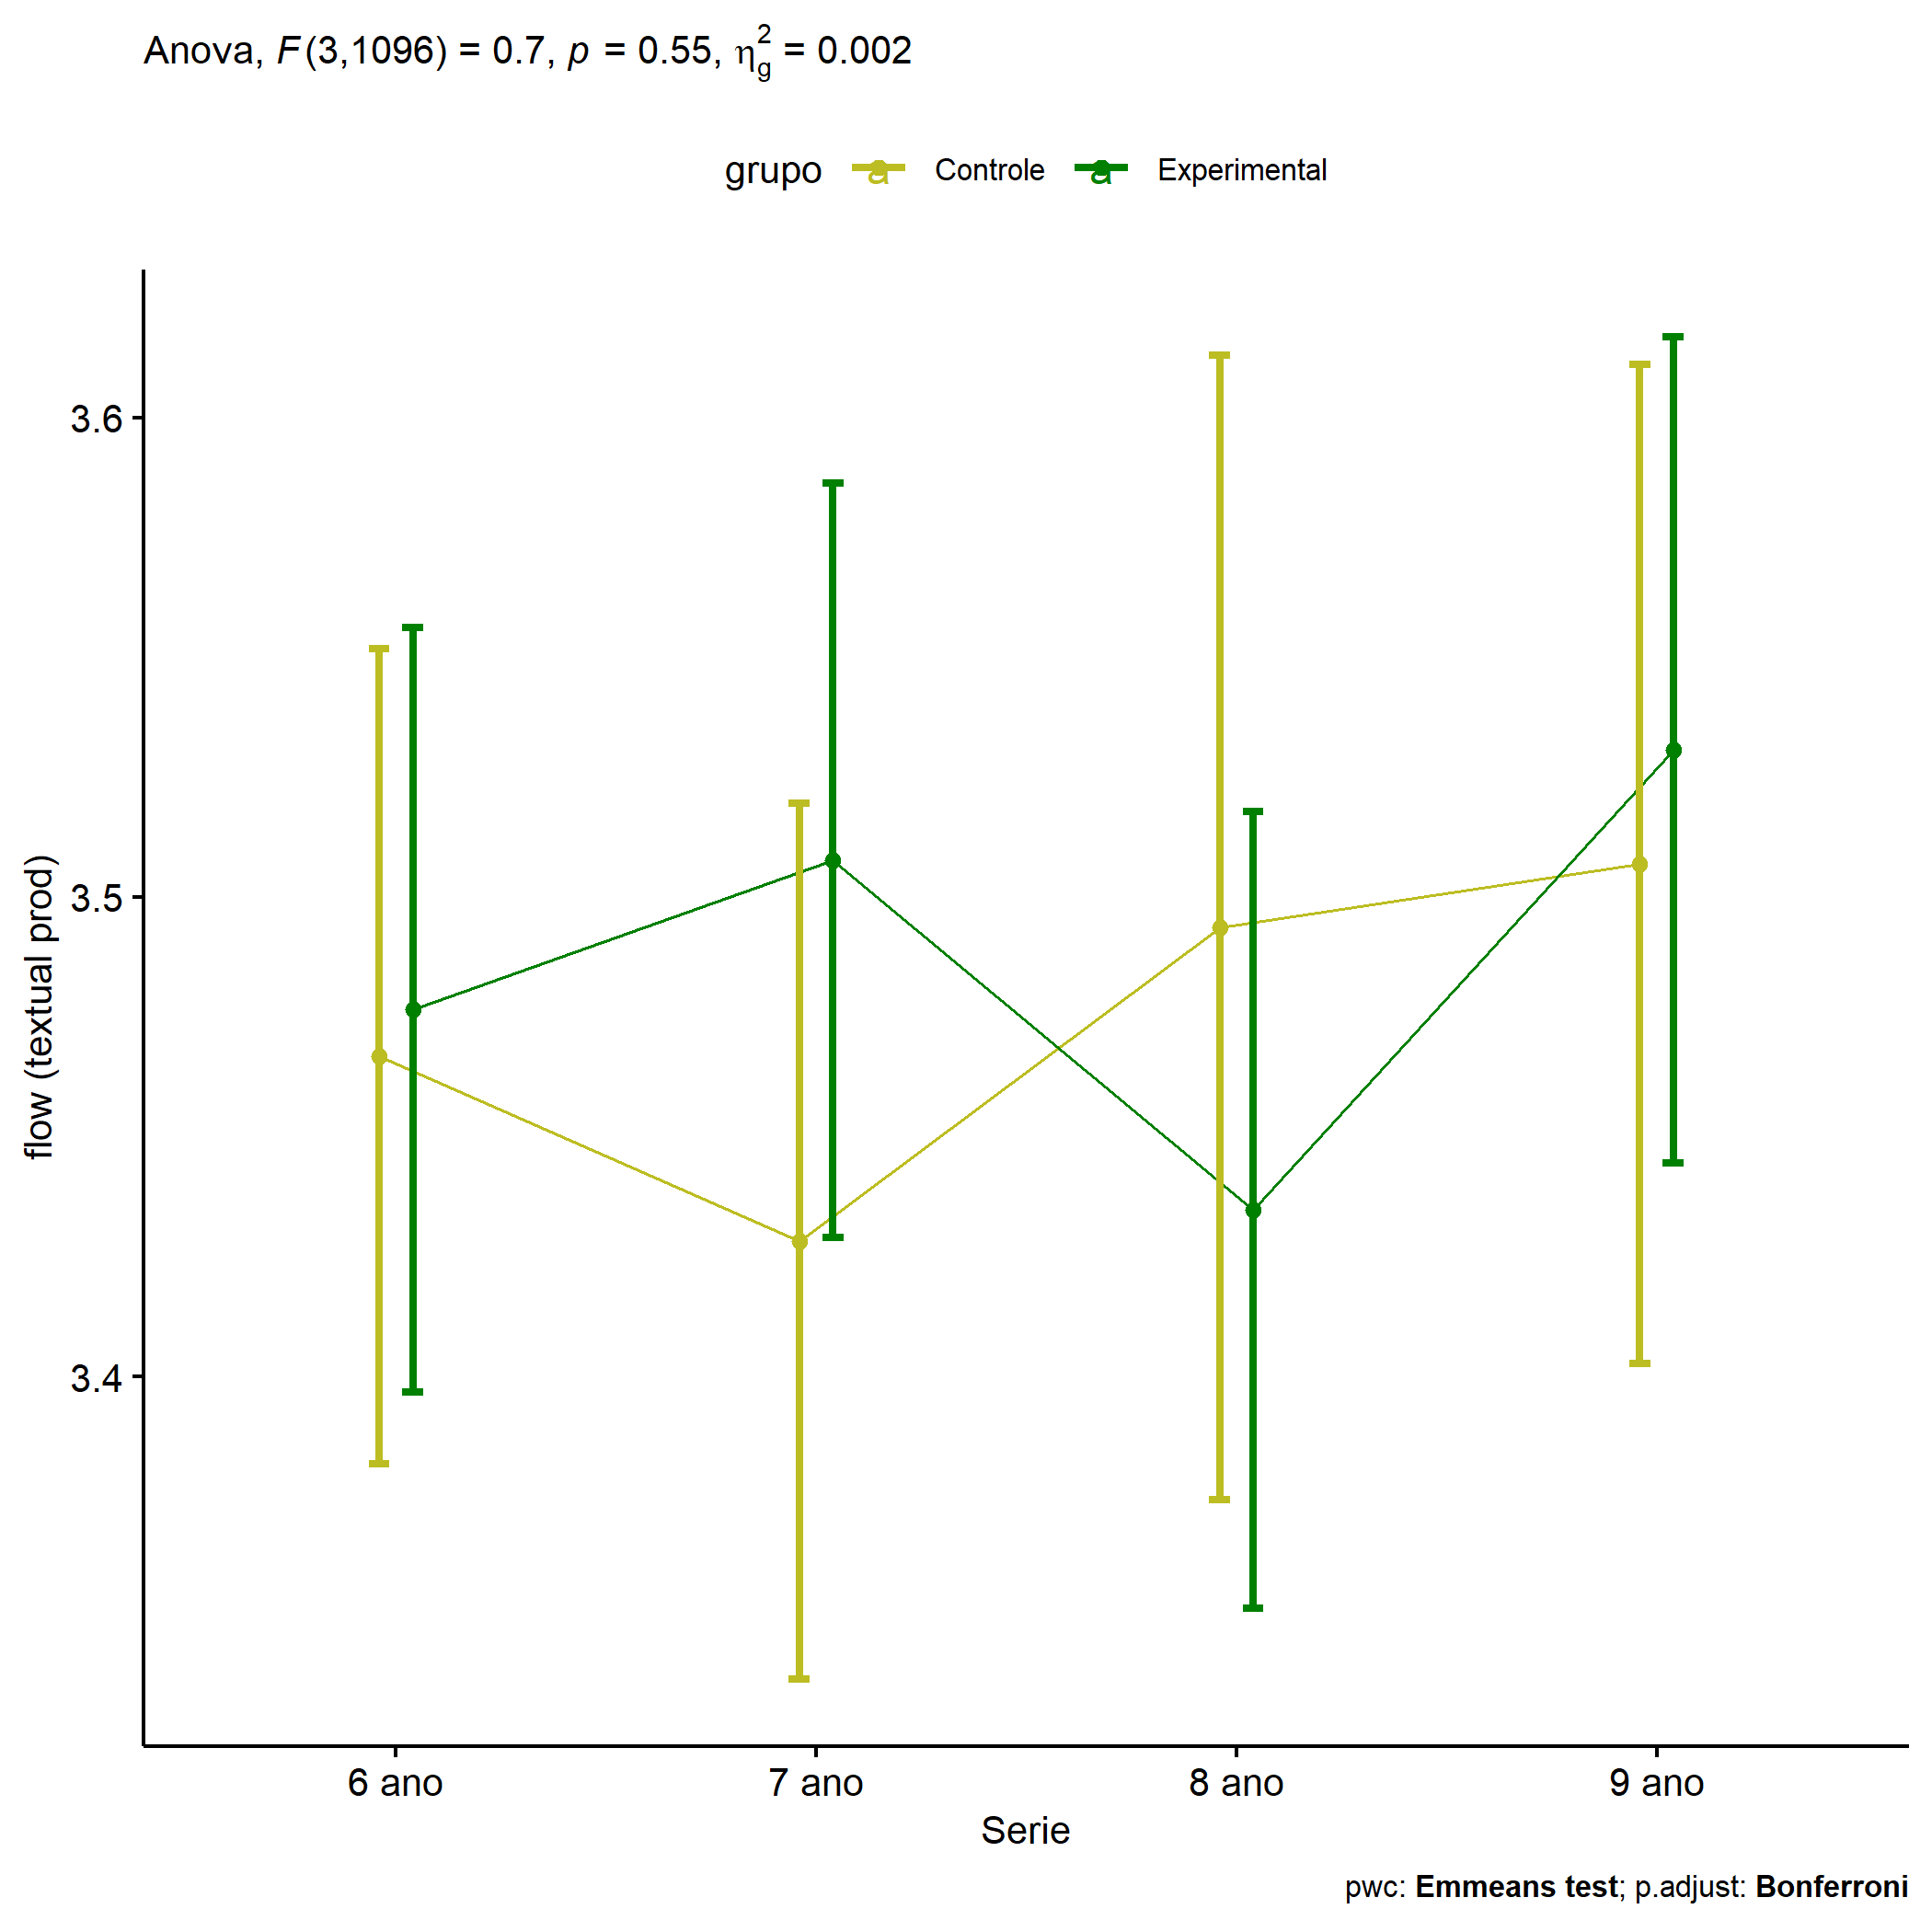 Anova, F(3,1096) = 0.7, p = 0.55, η²g = 0.002
grupo a Controle a Experimental
3.6
3.5
3.4
flow (textual prod)
6 ano 7 ano 8 ano 9 ano
Serie
pwc: Emmeans test; p.adjust: Bonferroni